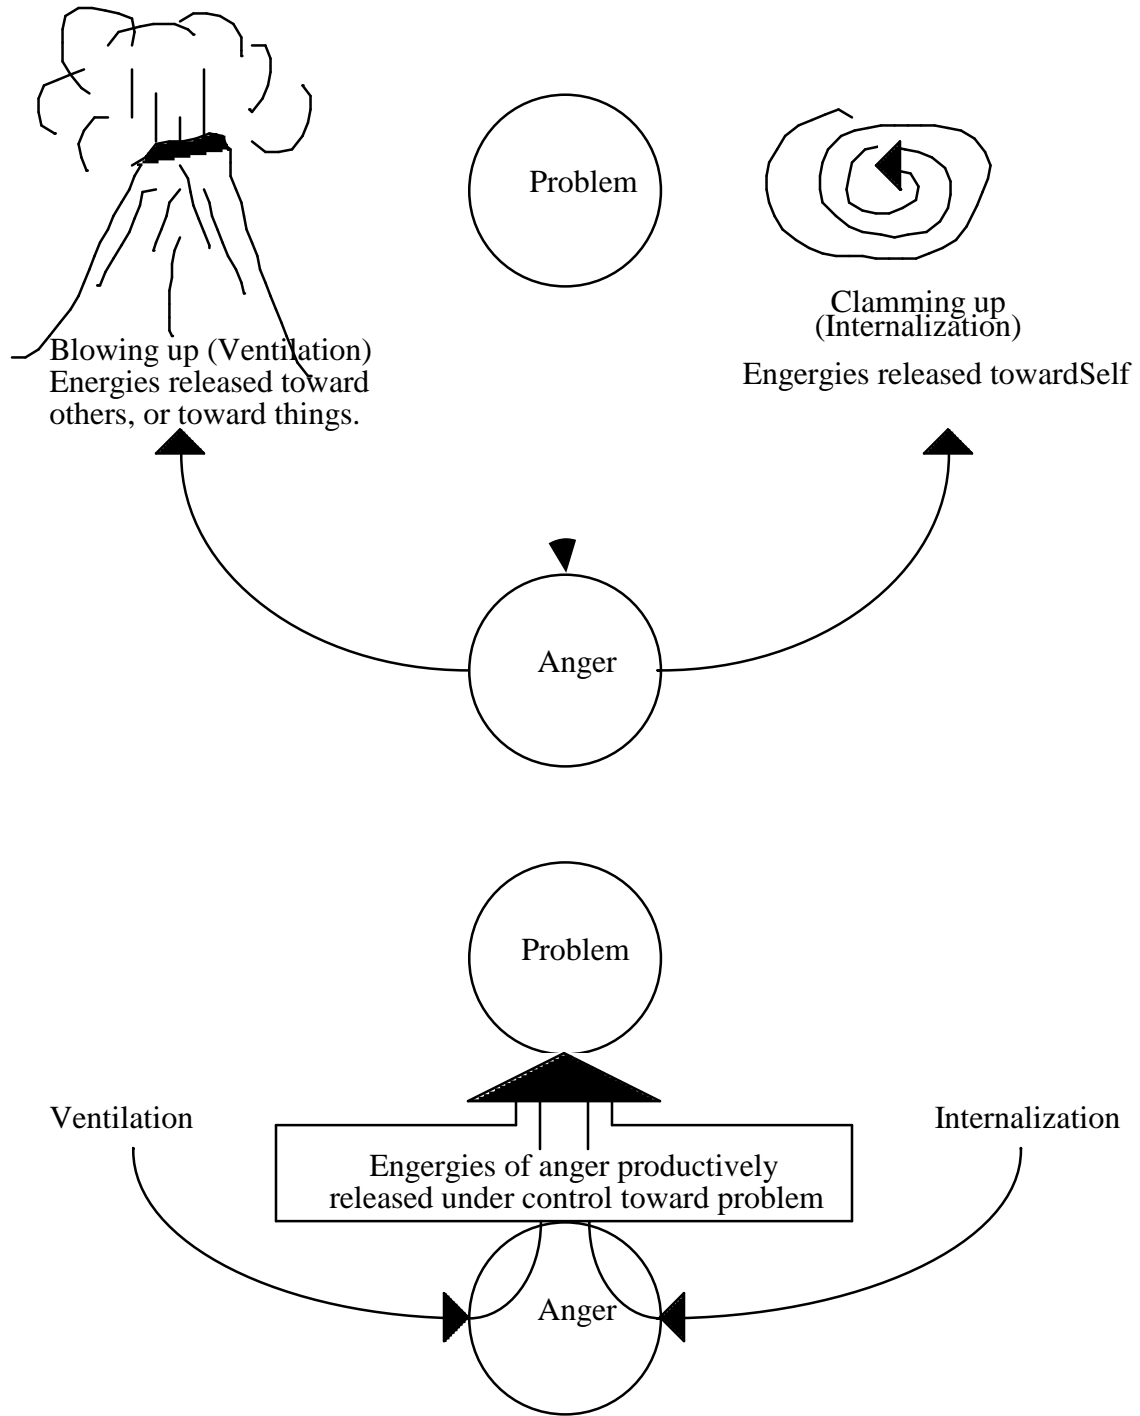 Problem
Clamming up
(Internalization)
Engergies released towardSelf
Blowing up (Ventilation)
Energies released toward
others, or toward things.
Anger
Problem
Ventilation
Internalization
Engergies of anger productively
released under control toward problem
Anger